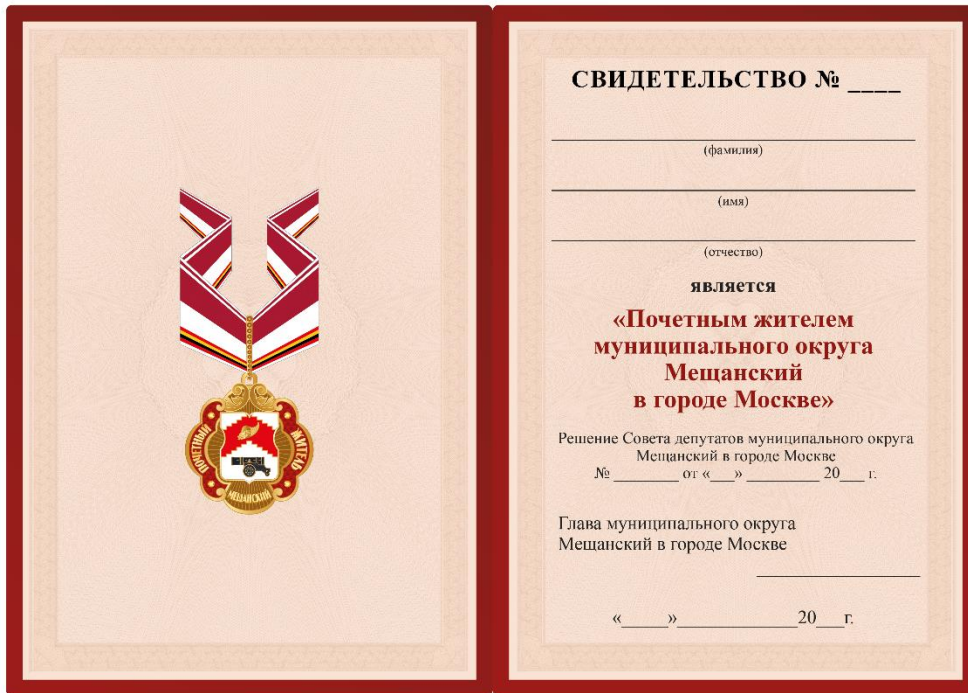 ПОЧЕТНЫЙ ЖИТЕЛЬ
МЕЩАНСКИЙ
СВИДЕТЕЛЬСТВО № ____
(фамилия)
(имя)
(отчество)
является
«Почетным жителем
муниципального округа
Мещанский
в городе Москве»
Решение Совета депутатов муниципального округа
Мещанский в городе Москве
№ _________ от «___» _________ 20___ г.
Глава муниципального округа
Мещанский в городе Москве
«_____»_____________20___г.